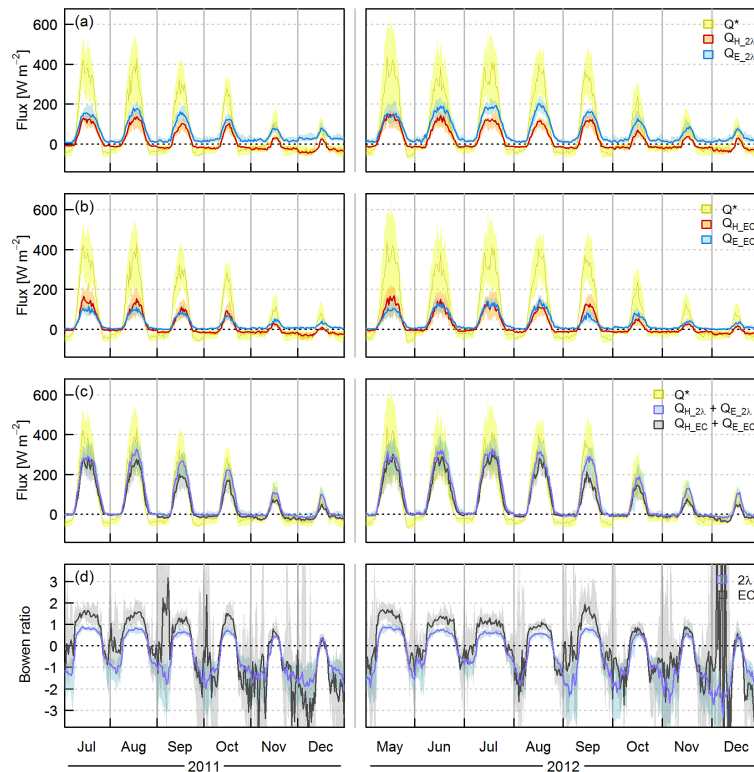 (a)
Q*
Q_H_2λ
Q_E_2λ
Flux [W m⁻²]
600
400
200
0
(b)
Q*
Q_H_EC
Q_E_EC
Flux [W m⁻²]
600
400
200
0
(c)
Q*
Q_H_2λ + Q_E_2λ
Q_H_EC + Q_E_EC
Flux [W m⁻²]
600
400
200
0
(d)
2λ
EC
Bowen ratio
3
2
1
0
-1
-2
-3
Jul Aug Sep Oct Nov Dec May Jun Jul Aug Sep Oct Nov Dec
2011 2012